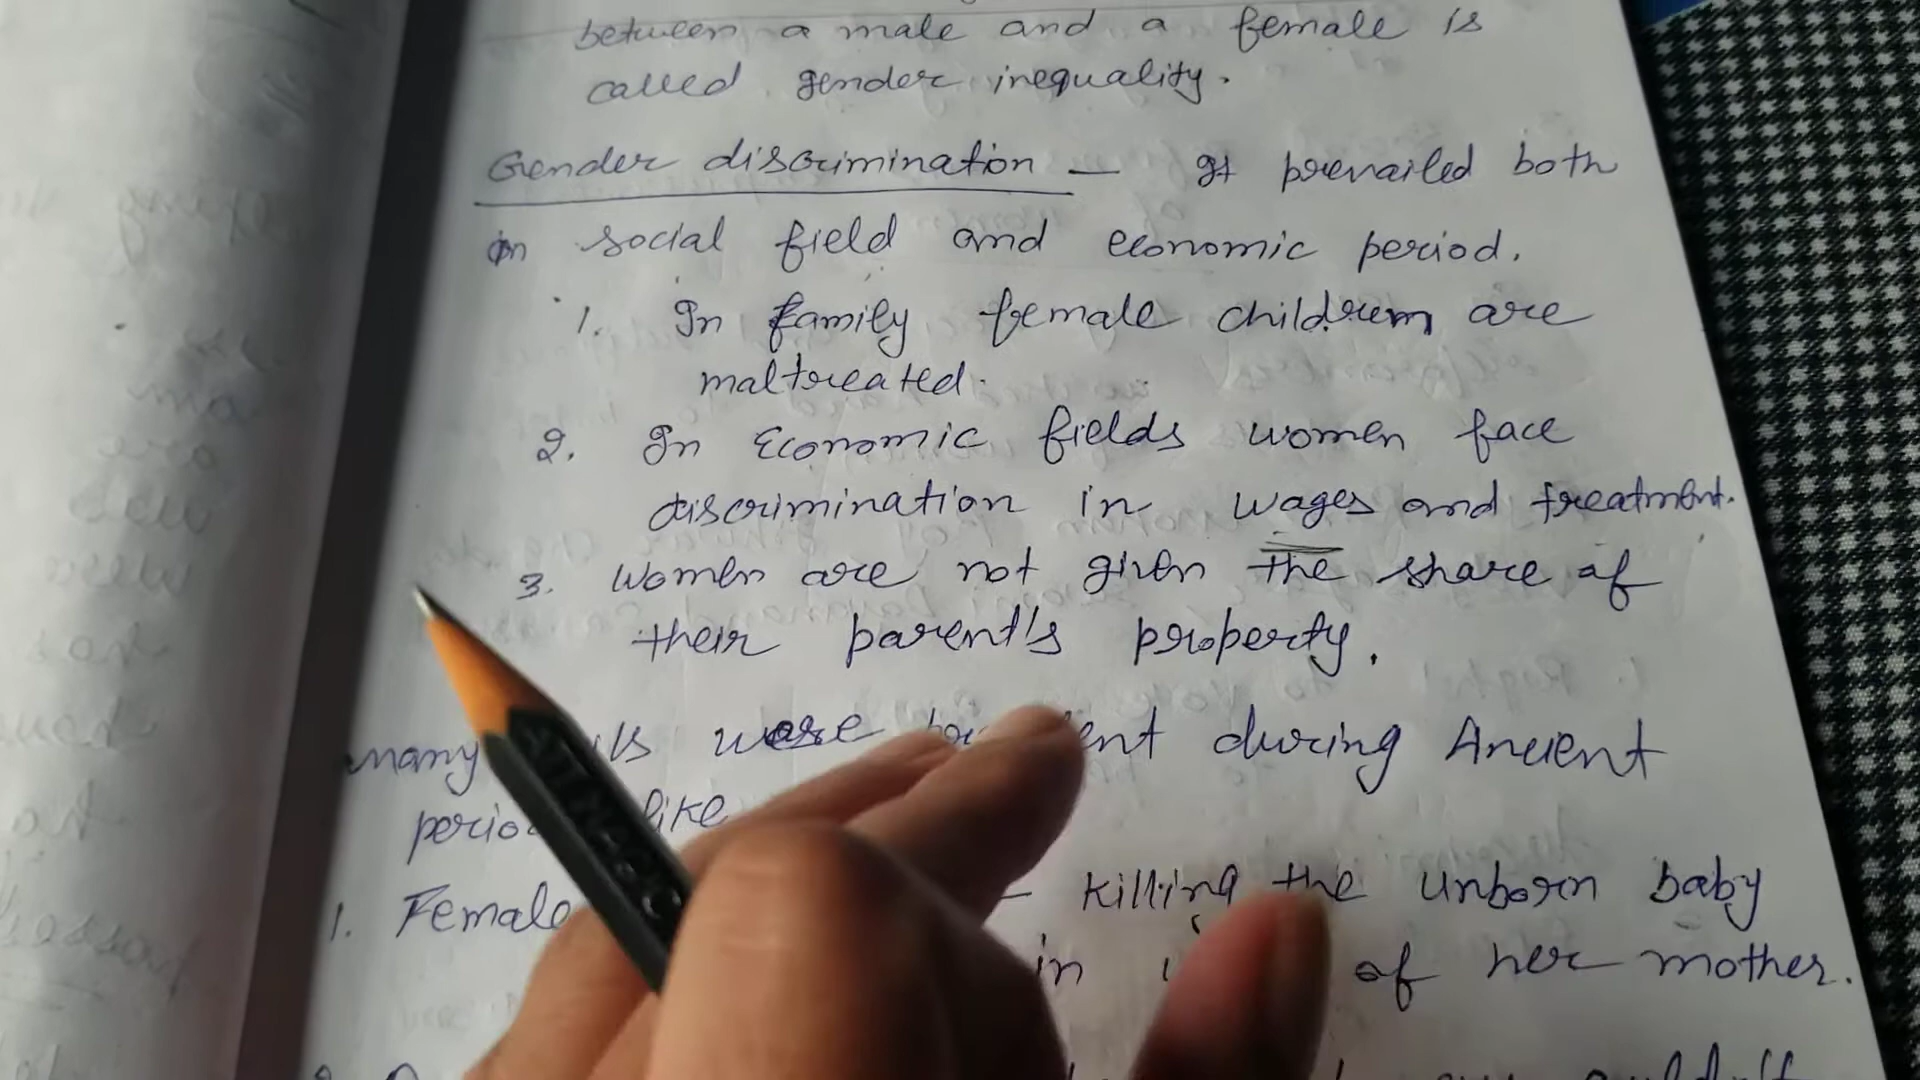 between a male and a female is
called gender inequality.
Gender discrimination — It prevailed both
in social field and economic period.
1. In family female children are
maltreated.
2. In Economic fields women face
discrimination in wages and treatment.
3. Women are not given the share of
their parent's property.
many were during Ancient
like
1. Female — killing the unborn baby
in of her mother.